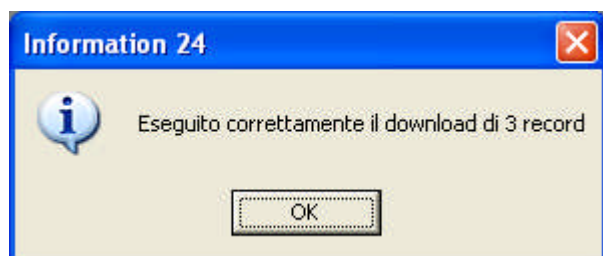 Information 24
Eseguito correttamente il download di 3 record
OK